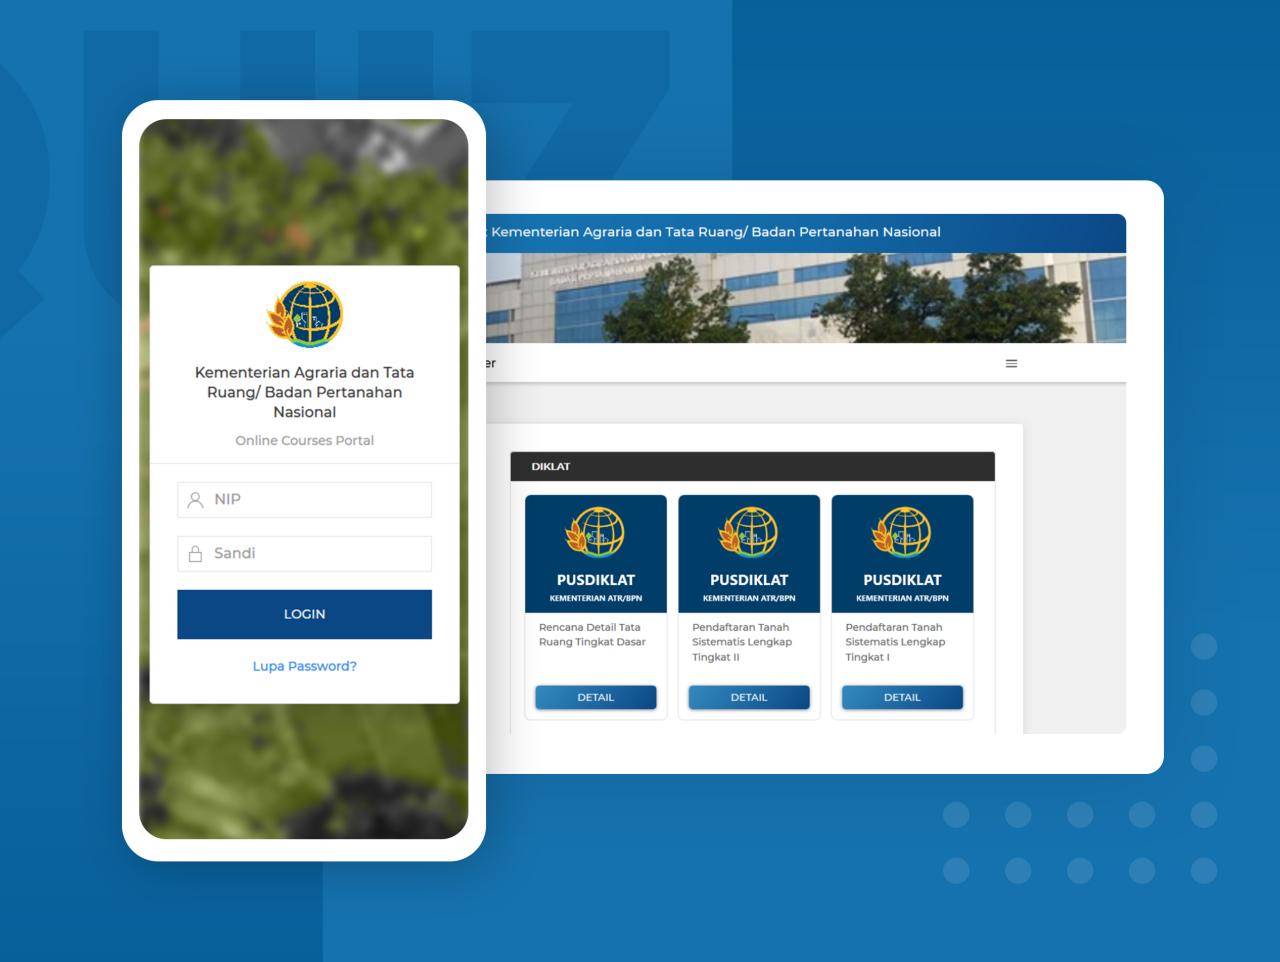 QUIZ
Kementerian Agraria dan Tata
Ruang/ Badan Pertanahan
Nasional
Online Courses Portal
NIP
Sandi
LOGIN
Lupa Password?
: Kementerian Agraria dan Tata Ruang/ Badan Pertanahan Nasional
er
DIKLAT
PUSDIKLAT
KEMENTERIAN ATR/BPN
Rencana Detail Tata
Ruang Tingkat Dasar
DETAIL
PUSDIKLAT
KEMENTERIAN ATR/BPN
Pendaftaran Tanah
Sistematis Lengkap
Tingkat II
DETAIL
PUSDIKLAT
KEMENTERIAN ATR/BPN
Pendaftaran Tanah
Sistematis Lengkap
Tingkat I
DETAIL